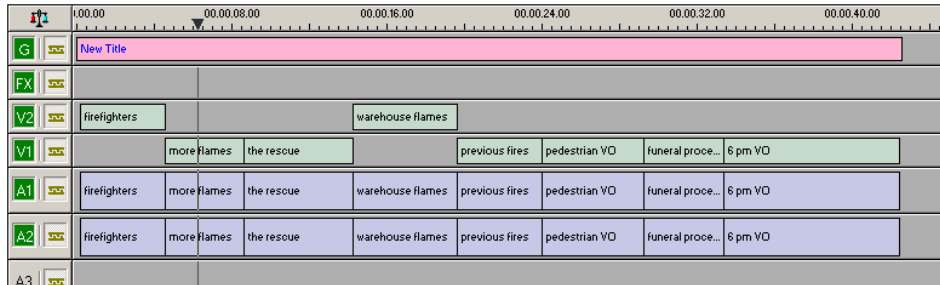 00.00 00.00.08.00 00.00.16.00 00.00.24.00 00.00.32.00 00.00.40.00
G New Title
FX
V2 firefighters warehouse flames
V1 more flames the rescue previous fires pedestrian VO funeral proce... 6 pm VO
A1 firefighters more flames the rescue warehouse flames previous fires pedestrian VO funeral proce... 6 pm VO
A2 firefighters more flames the rescue warehouse flames previous fires pedestrian VO funeral proce... 6 pm VO
A3